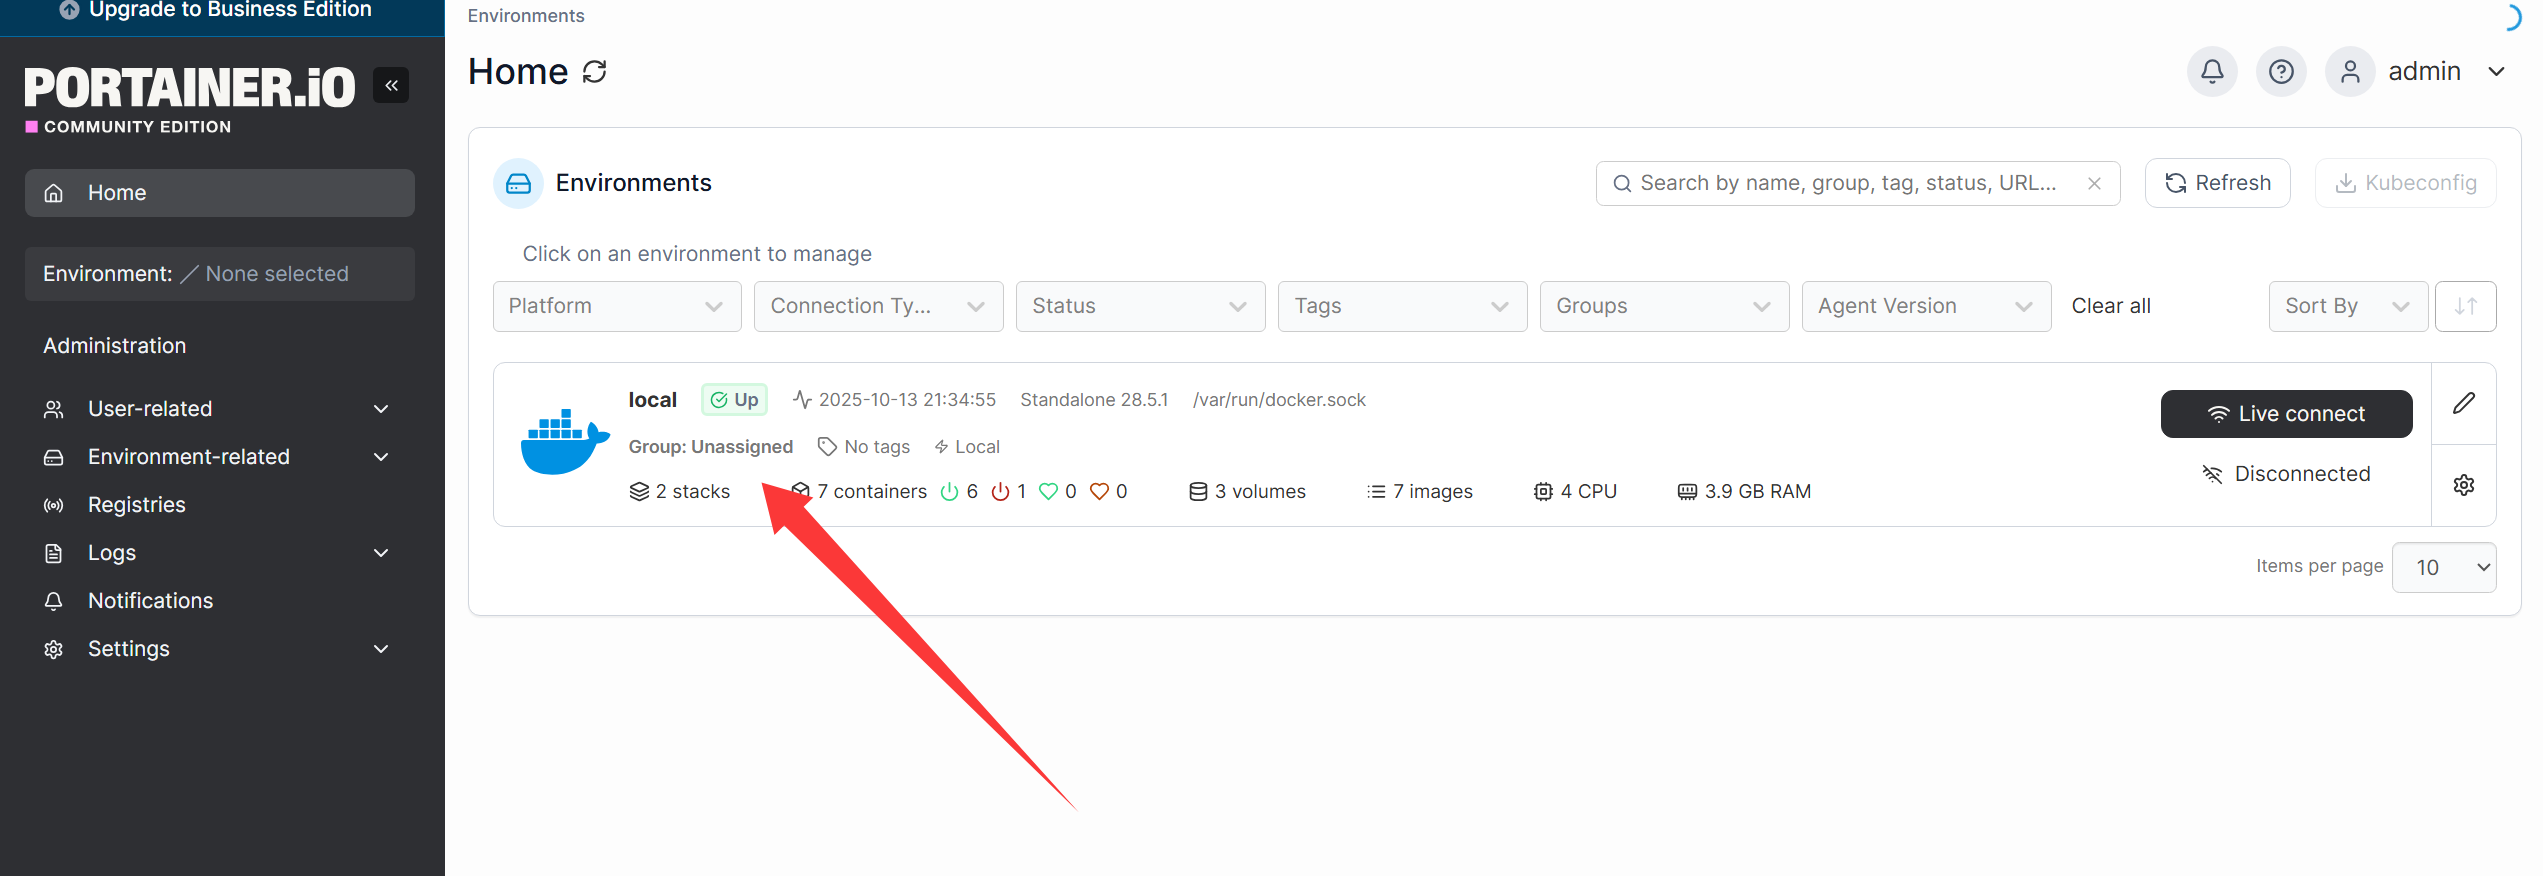 Upgrade to Business Edition
PORTAINER.iO
COMMUNITY EDITION
Home
Environment: None selected
Administration
User-related
Environment-related
Registries
Logs
Notifications
Settings
Environments
Home
admin
Environments
Search by name, group, tag, status, URL...
Refresh
Kubeconfig
Click on an environment to manage
Platform
Connection Ty...
Status
Tags
Groups
Agent Version
Clear all
Sort By
local Up 2025-10-13 21:34:55 Standalone 28.5.1 /var/run/docker.sock
Group: Unassigned No tags Local
2 stacks 7 containers 6 1 0 0 3 volumes 7 images 4 CPU 3.9 GB RAM
Live connect
Disconnected
Items per page 10